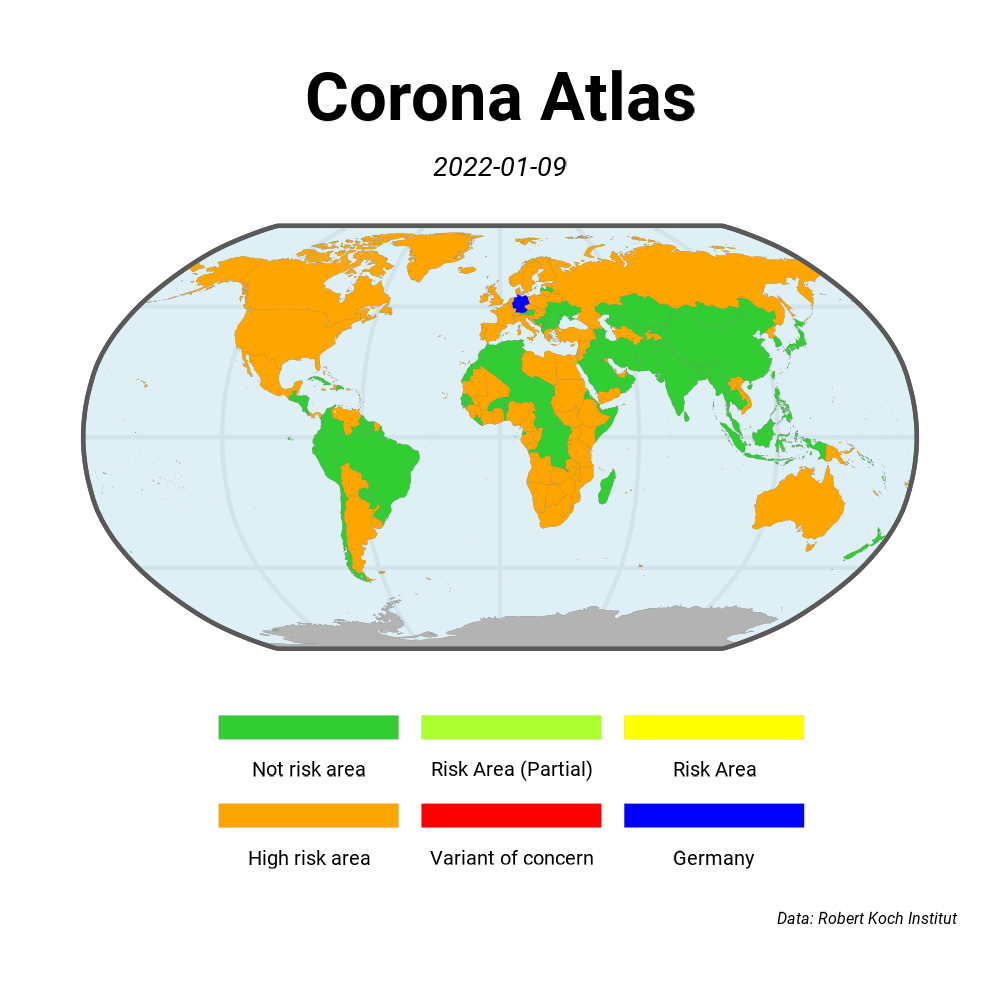 Corona Atlas
2022-01-09
Not risk area
Risk Area (Partial)
Risk Area
High risk area
Variant of concern
Germany
Data: Robert Koch Institut